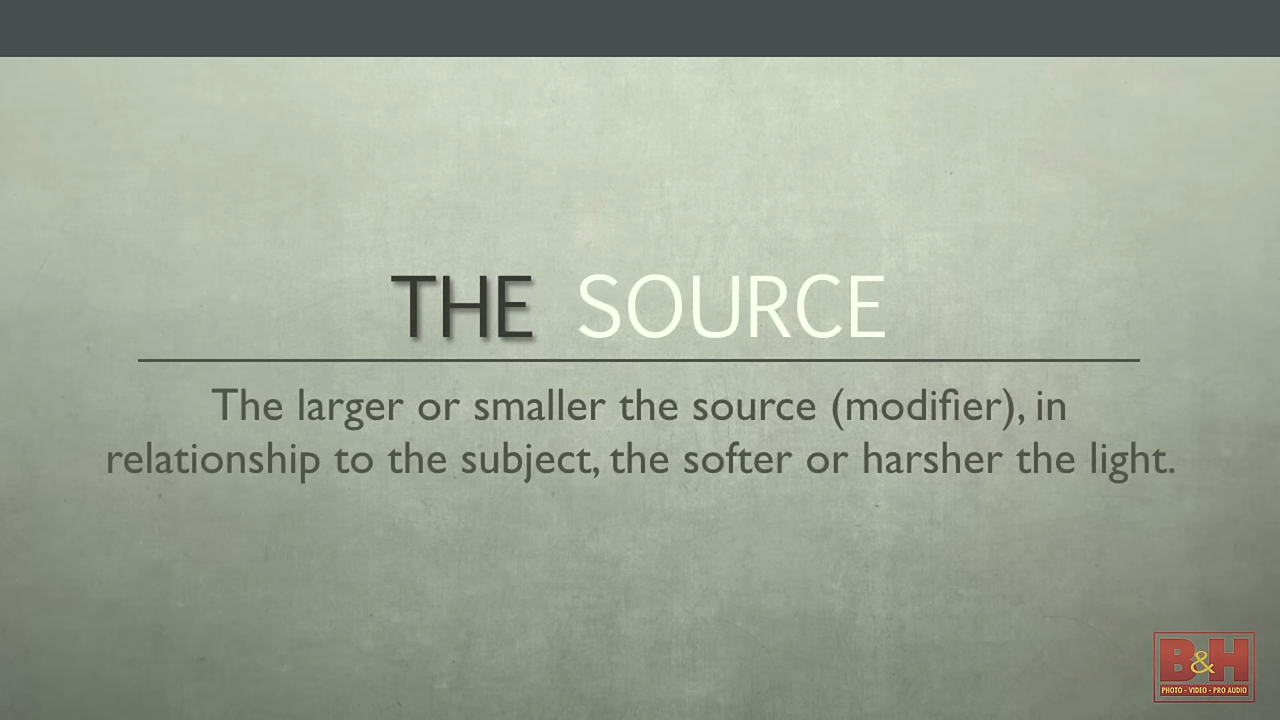 THE SOURCE
The larger or smaller the source (modifier), in
relationship to the subject, the softer or harsher the light.
B&H
PHOTO - VIDEO - PRO AUDIO